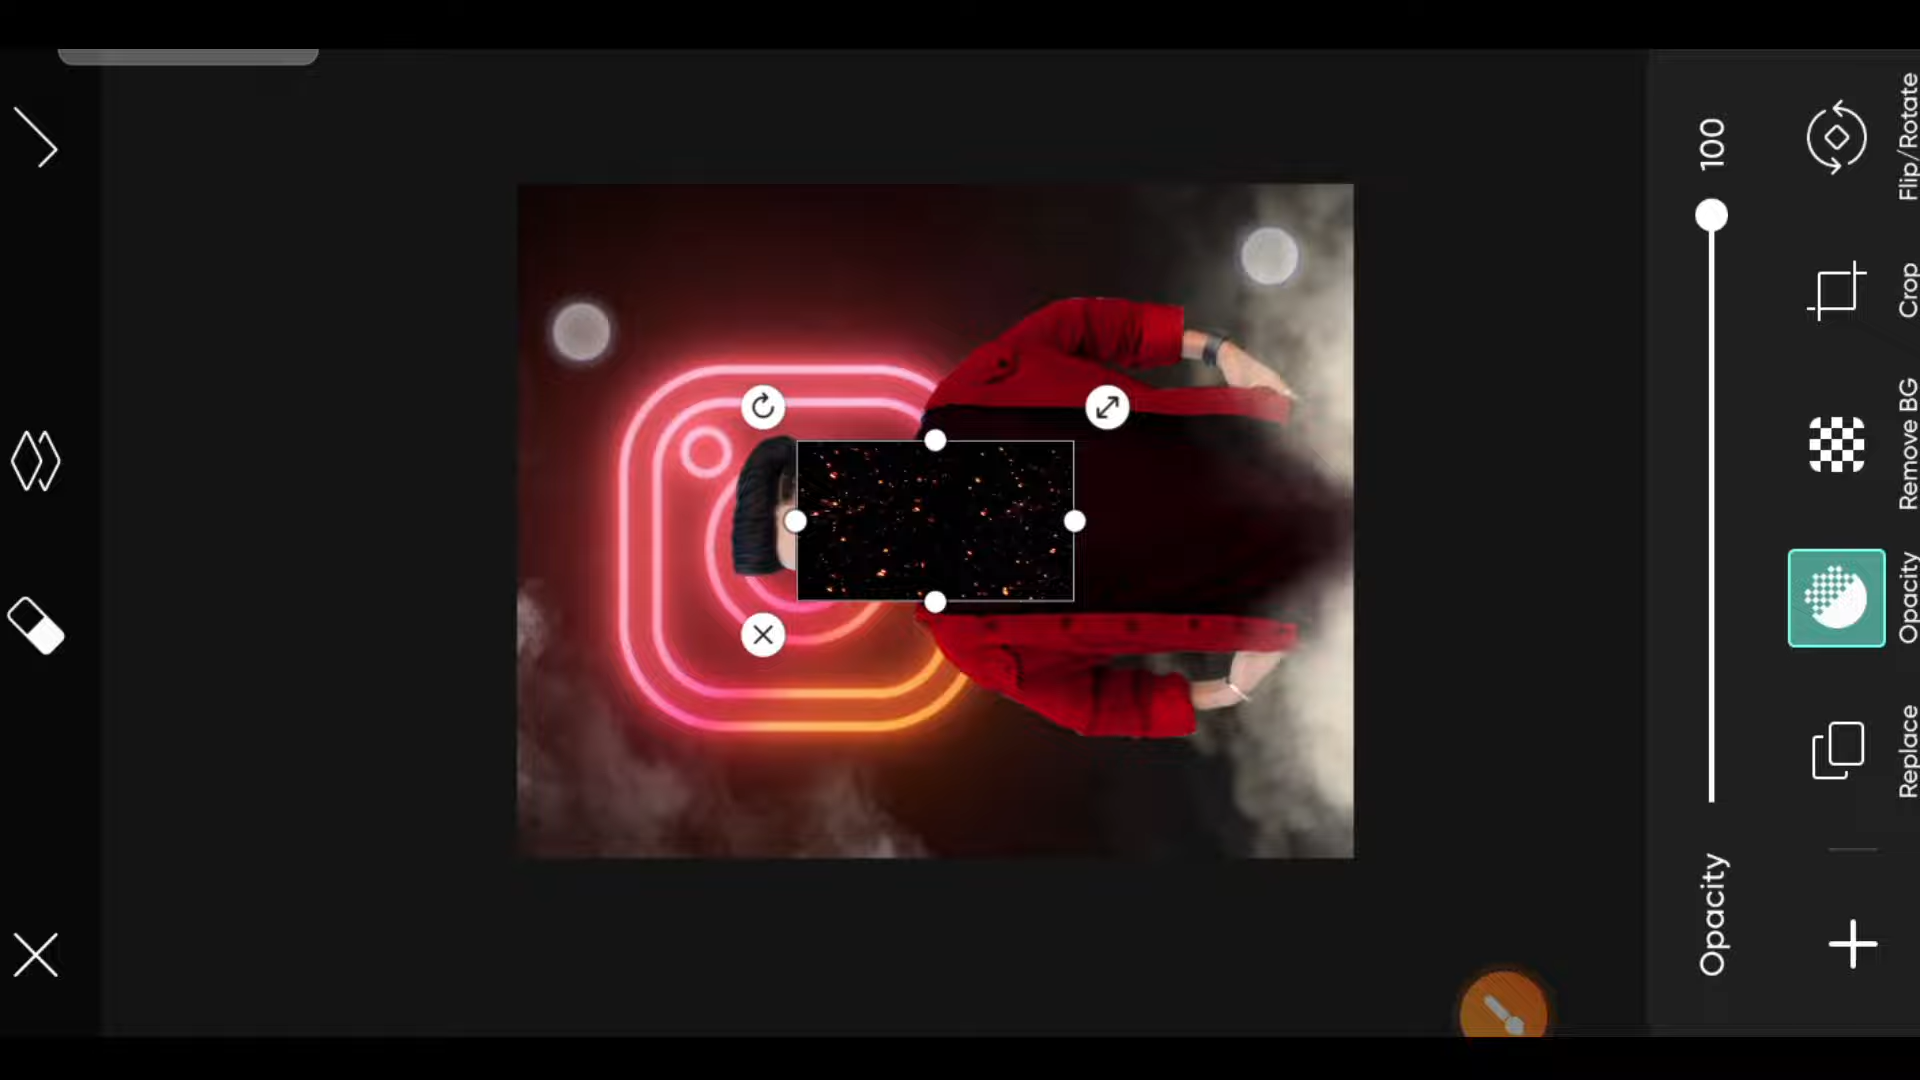 Opacity
100
Replace
Opacity
Remove BG
Crop
Flip/Rotate